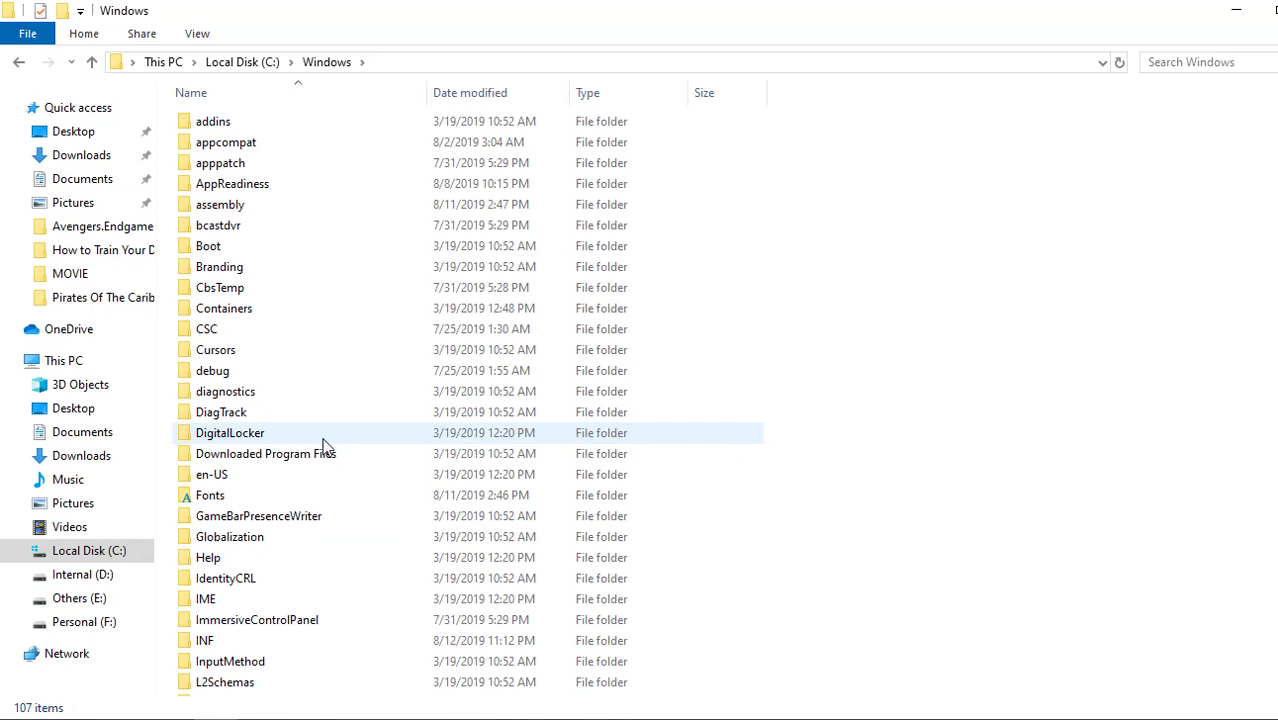 Windows
File Home Share View
This PC Local Disk (C:) Windows Search Windows
Name Date modified Type Size
Quick access
Desktop
Downloads
Documents
Pictures
Avengers.Endgame
How to Train Your D
MOVIE
Pirates Of The Carib
OneDrive
This PC
3D Objects
Desktop
Documents
Downloads
Music
Pictures
Videos
Local Disk (C:)
Internal (D:)
Others (E:)
Personal (F:)
Network
addins 3/19/2019 10:52 AM File folder
appcompat 8/2/2019 3:04 AM File folder
apppatch 7/31/2019 5:29 PM File folder
AppReadiness 8/8/2019 10:15 PM File folder
assembly 8/11/2019 2:47 PM File folder
bcastdvr 7/31/2019 5:29 PM File folder
Boot 3/19/2019 10:52 AM File folder
Branding 3/19/2019 10:52 AM File folder
CbsTemp 7/31/2019 5:28 PM File folder
Containers 3/19/2019 12:48 PM File folder
CSC 7/25/2019 1:30 AM File folder
Cursors 3/19/2019 10:52 AM File folder
debug 7/25/2019 1:55 AM File folder
diagnostics 3/19/2019 10:52 AM File folder
DiagTrack 3/19/2019 10:52 AM File folder
DigitalLocker 3/19/2019 12:20 PM File folder
Downloaded Program Files 3/19/2019 10:52 AM File folder
en-US 3/19/2019 12:20 PM File folder
Fonts 8/11/2019 2:46 PM File folder
GameBarPresenceWriter 3/19/2019 10:52 AM File folder
Globalization 3/19/2019 10:52 AM File folder
Help 3/19/2019 12:20 PM File folder
IdentityCRL 3/19/2019 10:52 AM File folder
IME 3/19/2019 12:20 PM File folder
ImmersiveControlPanel 7/31/2019 5:29 PM File folder
INF 8/12/2019 11:12 PM File folder
InputMethod 3/19/2019 10:52 AM File folder
L2Schemas 3/19/2019 10:52 AM File folder
107 items